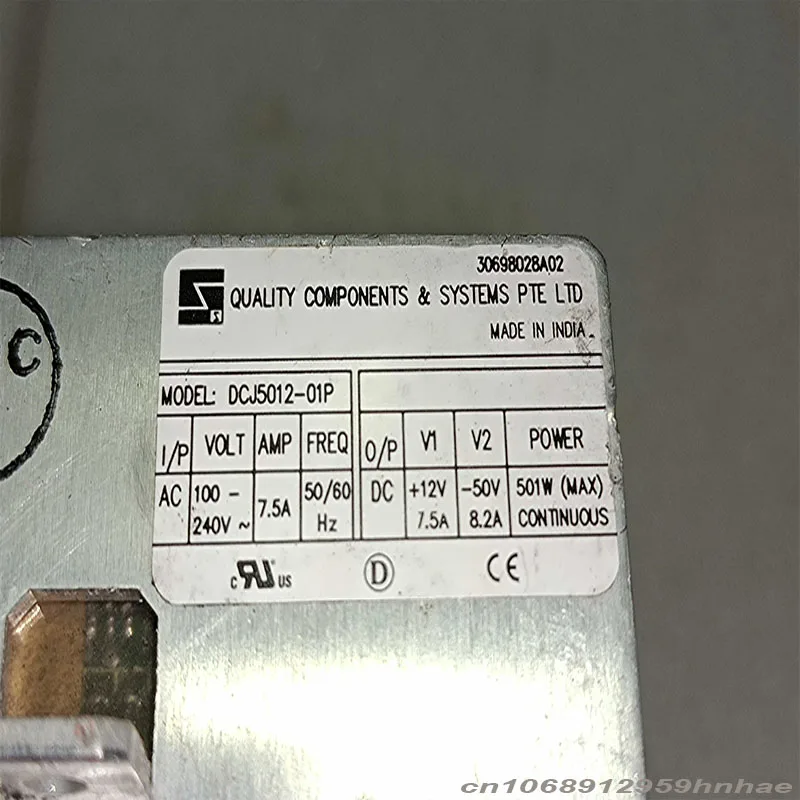 30698028A02
QUALITY COMPONENTS & SYSTEMS PTE LTD
MADE IN INDIA
MODEL: DCJ5012-01P
I/P VOLT AMP FREQ O/P V1 V2 POWER
AC 100 - 240V ~ 7.5A 50/60 Hz DC +12V 7.5A -50V 8.2A 501W (MAX) CONTINUOUS
c RU US D CE
C
cn1068912959hnhae